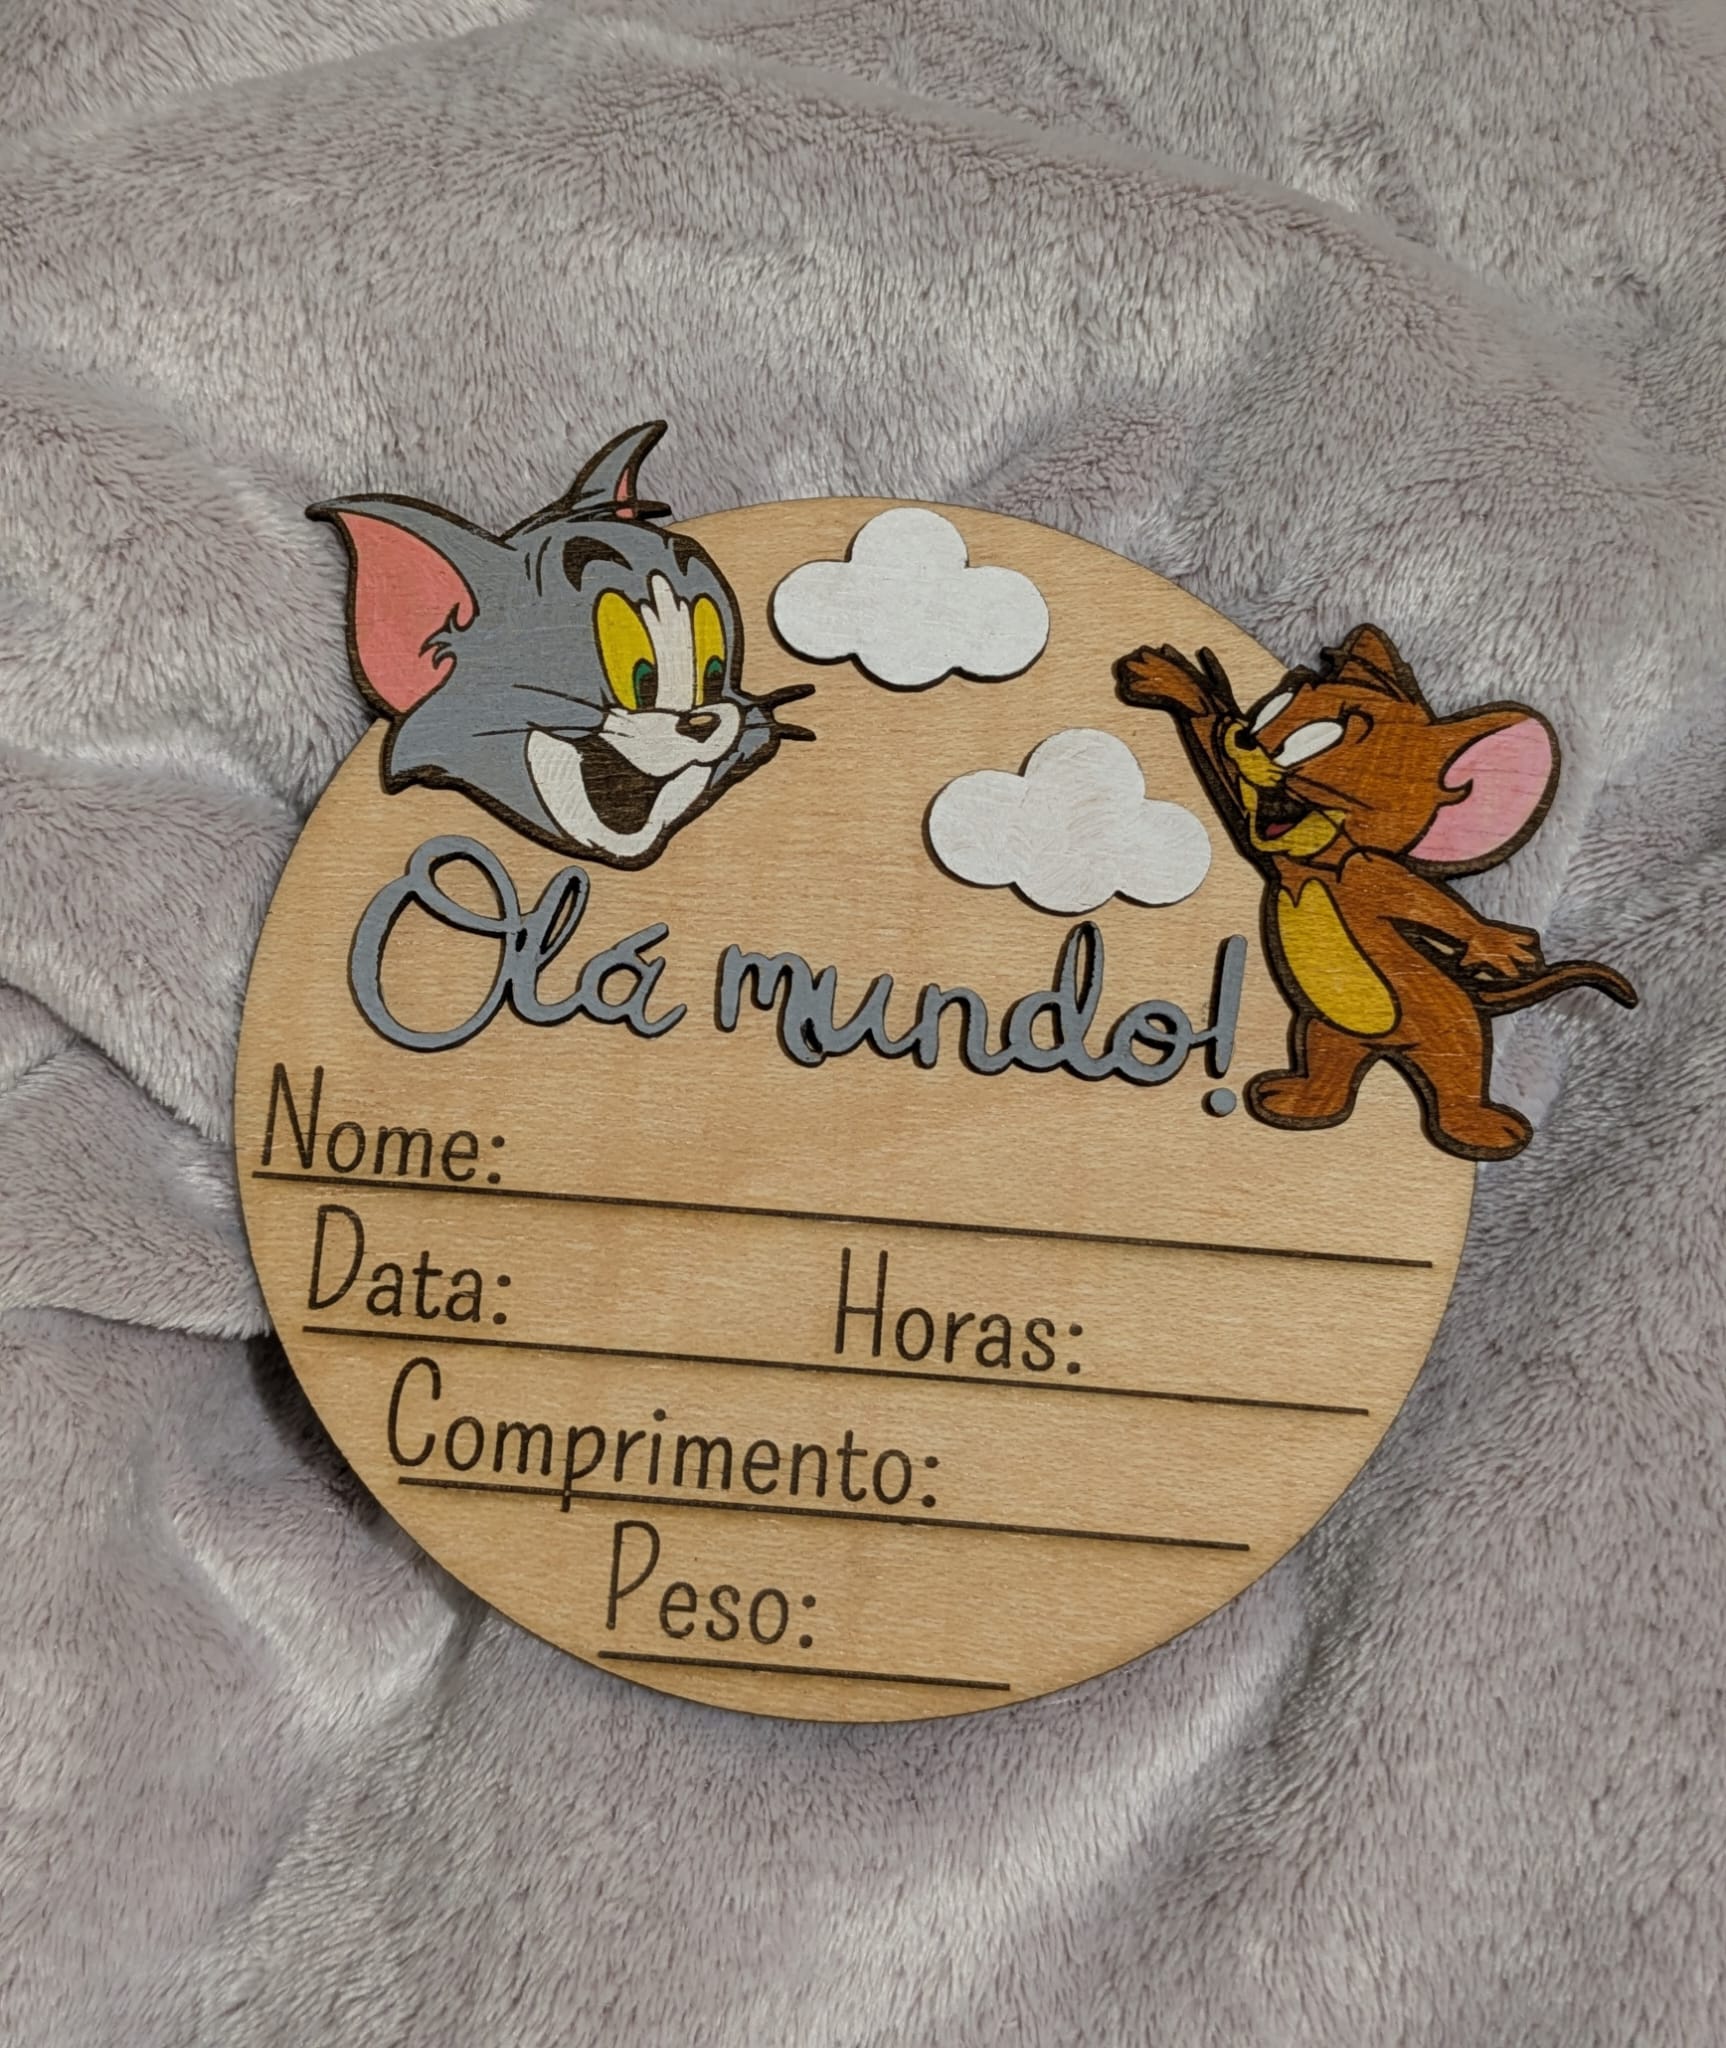 Olá mundo!
Nome:
Data: Horas:
Comprimento:
Peso: